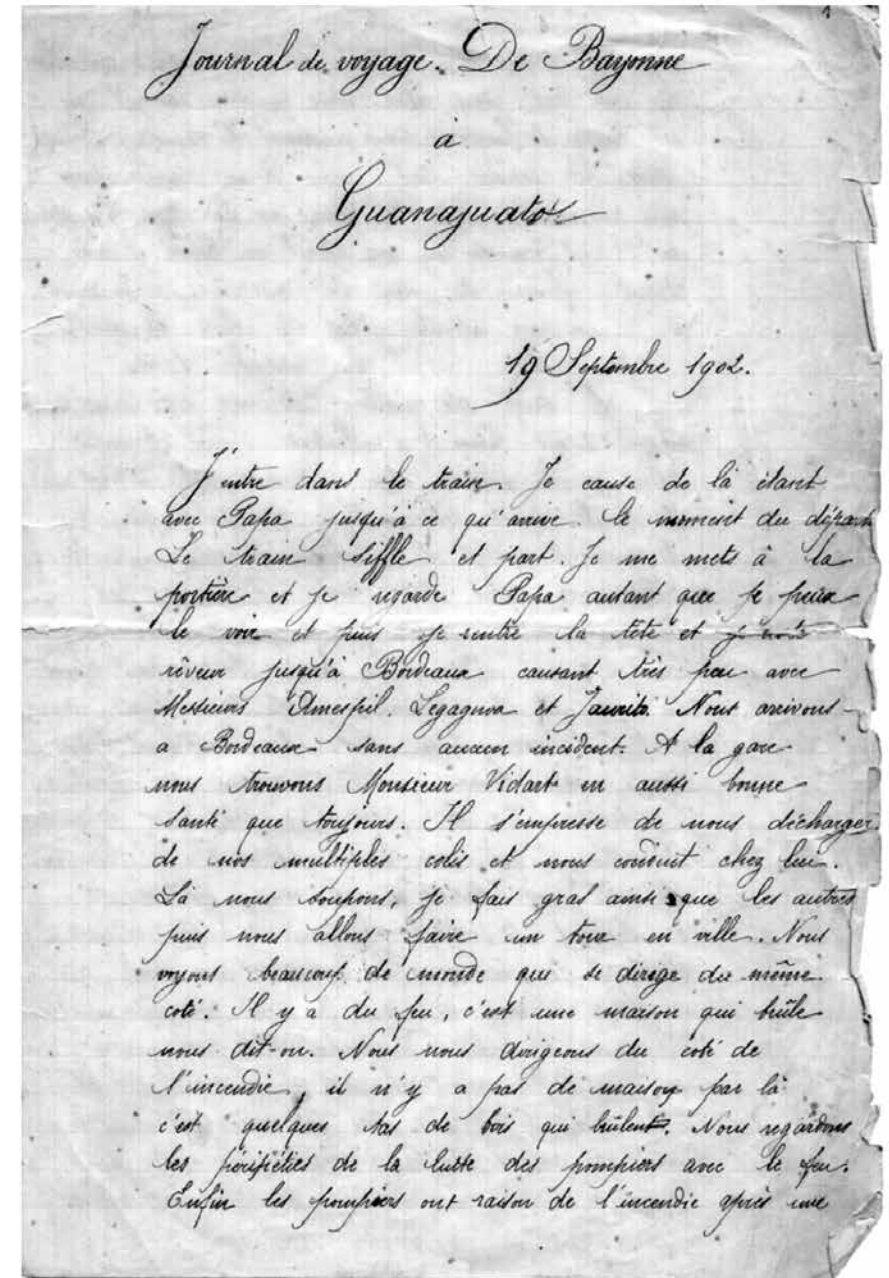 1
Journal de voyage. De Bayonne
à
Guanajuato
19 Septembre 1902.
J'entre dans le train. Je cause de là étant
avec Papa jusqu'à ce qu'arrive le moment du départ
Le train siffle et part. Je me mets à la
portière et je regarde Papa autant que je peux
le voir et puis je rentre la tête et je suis
rêveur jusqu'à Bordeaux causant très peu avec
Messieurs Amespil. Legagnoa et Jaurito. Nous arrivons
a Bordeaux sans aucun incident. A la gare
nous trouvons Monsieur Vidart en aussi bonne
santé que toujours. Il s'empresse de nous décharger
de nos multiples colis et nous conduit chez lui.
Là nous soupons, je fais gras ainsi que les autres
puis nous allons faire un tour en ville. Nous
voyons beaucoup de monde qui se dirige du même
coté. Il y a du feu, c'est une maison qui brûle
nous dit-on. Nous nous dirigeons du coté de
l'incendie, il n'y a pas de maison par là
c'est quelques tas de bois qui brûlent. Nous regardons
les péripéties de la lutte des pompiers avec le feu.
Enfin les pompiers ont raison de l'incendie après une